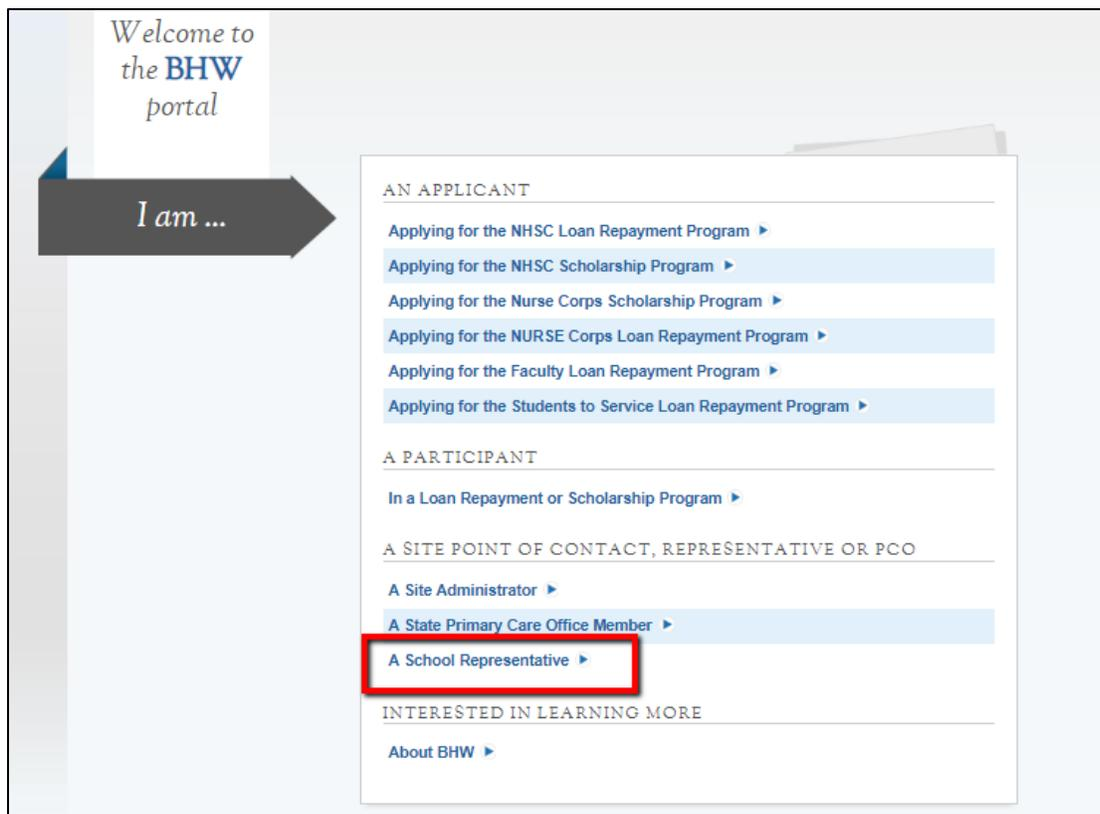 Welcome to
the BHW
portal
I am ...
AN APPLICANT
Applying for the NHSC Loan Repayment Program
Applying for the NHSC Scholarship Program
Applying for the Nurse Corps Scholarship Program
Applying for the NURSE Corps Loan Repayment Program
Applying for the Faculty Loan Repayment Program
Applying for the Students to Service Loan Repayment Program
A PARTICIPANT
In a Loan Repayment or Scholarship Program
A SITE POINT OF CONTACT, REPRESENTATIVE OR PCO
A Site Administrator
A State Primary Care Office Member
A School Representative
INTERESTED IN LEARNING MORE
About BHW